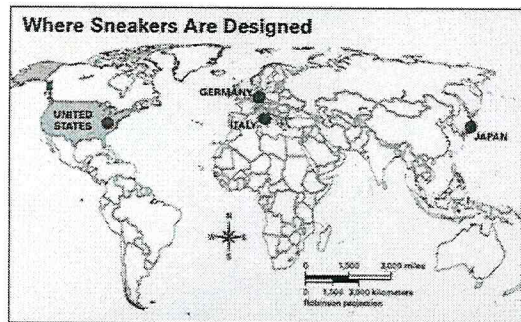 Where Sneakers Are Designed
GERMANY
UNITED
STATES
ITALY
JAPAN
N
W E
S
0 1,500 3,000 miles
0 1,500 3,000 kilometers
Robinson projection